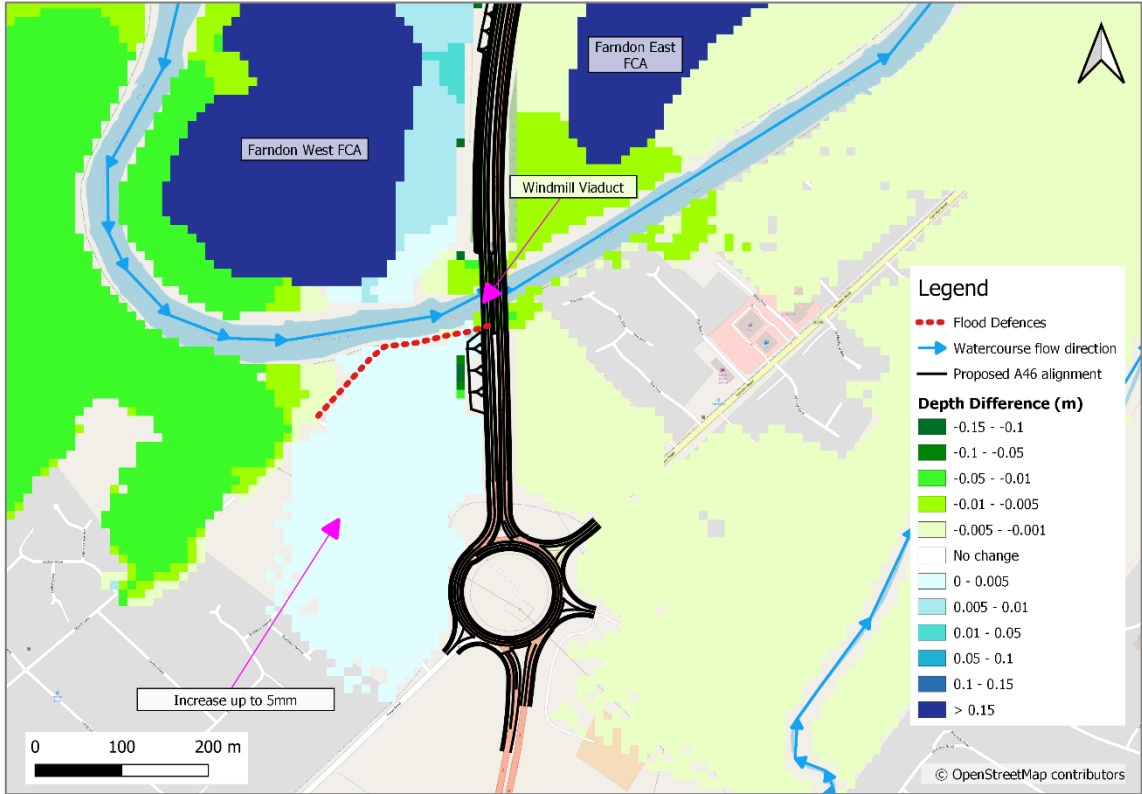 Farndon East
FCA
Farndon West FCA
Windmill Viaduct
Legend
Flood Defences
Watercourse flow direction
Proposed A46 alignment
Depth Difference (m)
-0.15 - -0.1
-0.1 - -0.05
-0.05 - -0.01
-0.01 - -0.005
-0.005 - -0.001
No change
0 - 0.005
0.005 - 0.01
0.01 - 0.05
0.05 - 0.1
0.1 - 0.15
> 0.15
Increase up to 5mm
0 100 200 m
© OpenStreetMap contributors